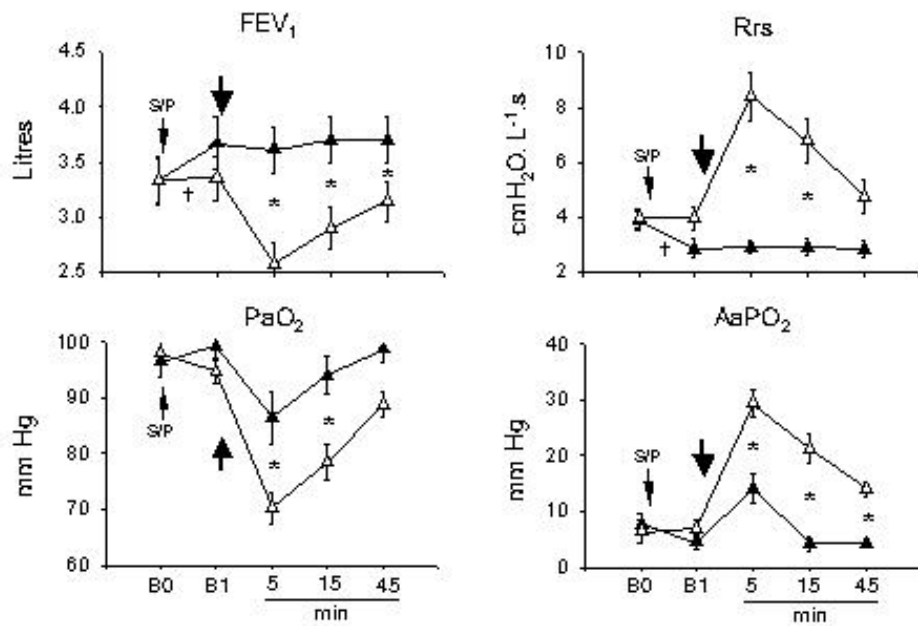 FEV₁
4.5
4.0
3.5
3.0
2.5
Litres
S/P
†
*
*
*
Rrs
10
8
6
4
2
cmH₂O. L⁻¹.s
S/P
†
*
*
PaO₂
100
90
80
70
60
mm Hg
S/P
*
*
B0 B1 5 15 45
min
AaPO₂
40
30
20
10
0
mm Hg
S/P
*
*
*
B0 B1 5 15 45
min